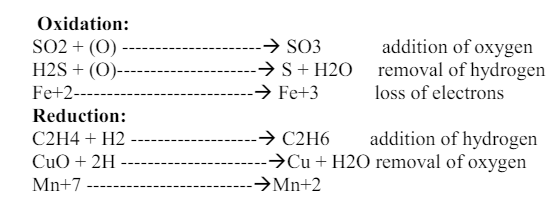 Oxidation:
SO2 + (O) ---------------------→ SO3 addition of oxygen
H2S + (O)---------------------→ S + H2O removal of hydrogen
Fe+2---------------------------→ Fe+3 loss of electrons
Reduction:
C2H4 + H2 -------------------→ C2H6 addition of hydrogen
CuO + 2H ----------------------→Cu + H2O removal of oxygen
Mn+7 -------------------------→Mn+2